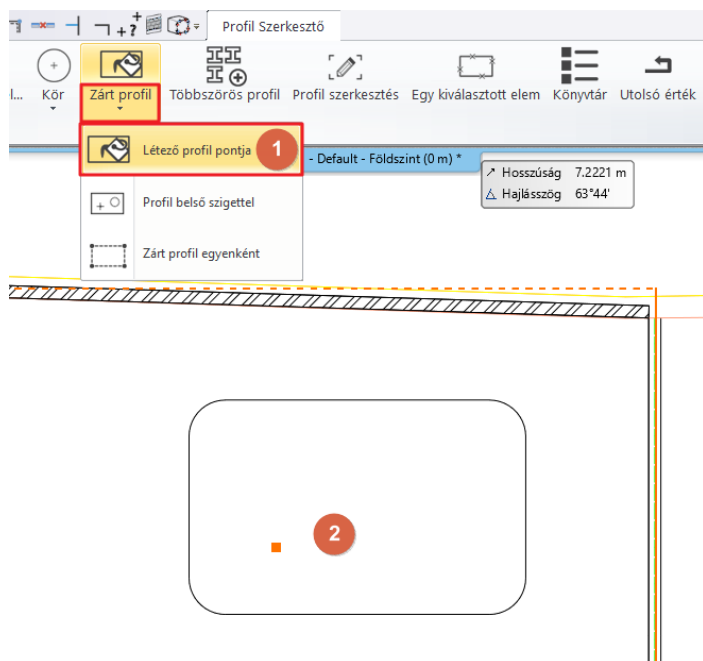 Profil Szerkesztő
el...
Kör
Zárt profil
Többszörös profil
Profil szerkesztés
Egy kiválasztott elem
Könyvtár
Utolsó érték
Létező profil pontja
1
- Default - Földszint (0 m) *
Hosszúság 7.2221 m
Hajlásszög 63°44'
Profil belső szigettel
Zárt profil egyenként
2